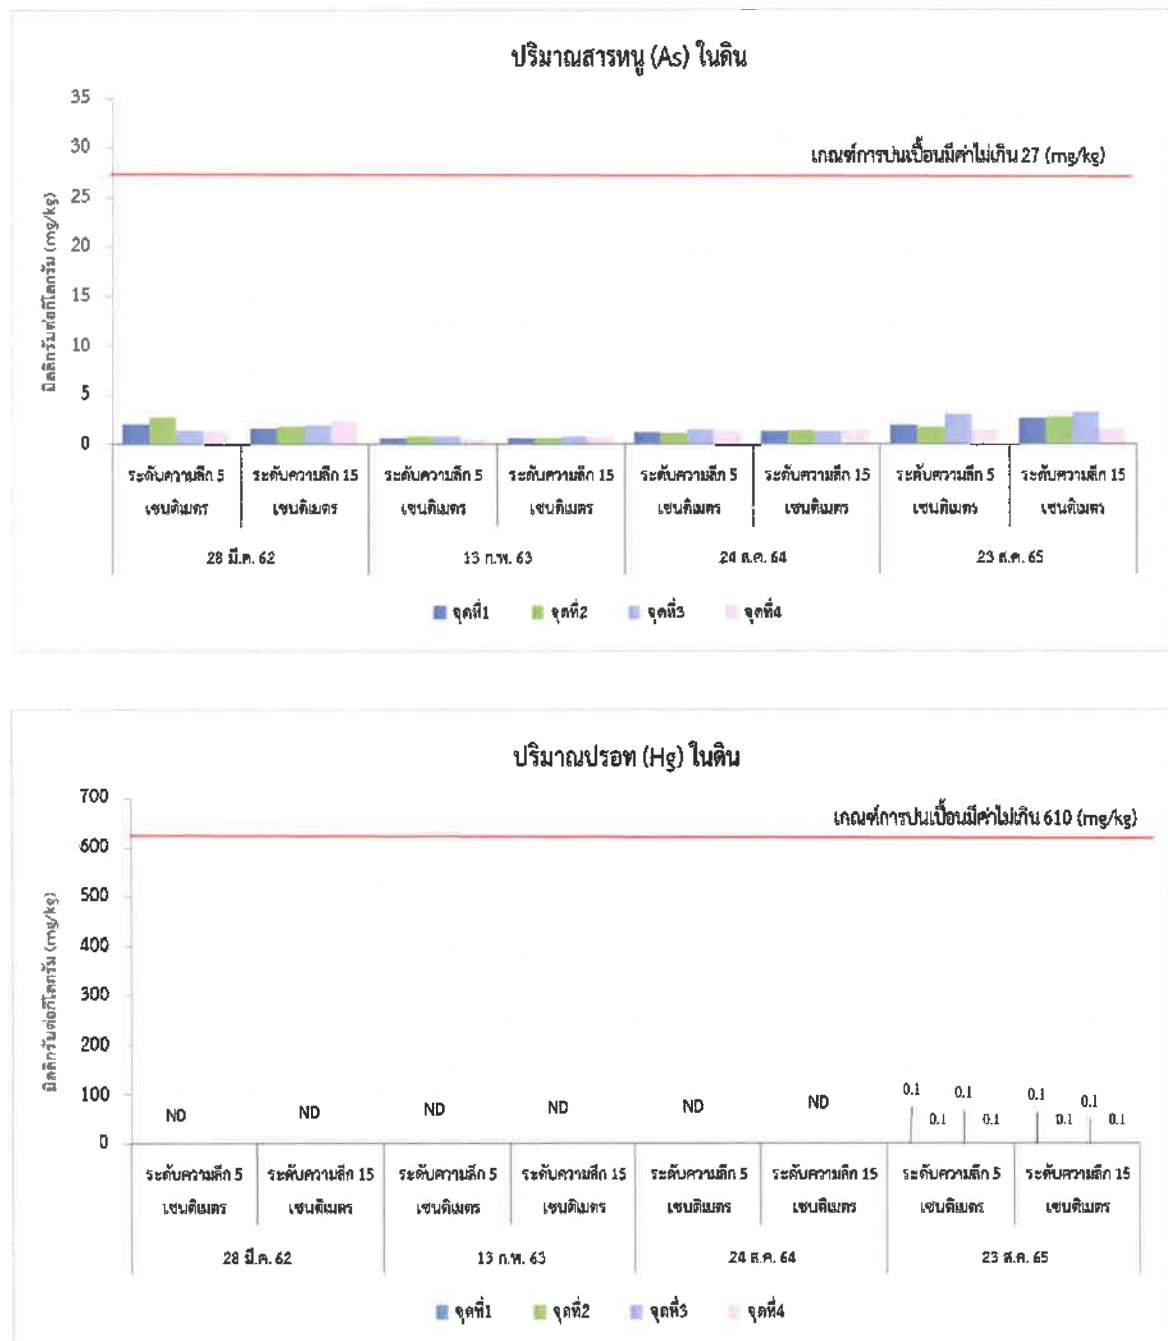 ปริมาณสารหนู (As) ในดิน
35
เกณฑ์การปนเปื้อนมีค่าไม่เกิน 27 (mg/kg)
30
25
20
15
10
5
0
มิลลิกรัมต่อกิโลกรัม (mg/kg)
ระดับความลึก 5 ระดับความลึก 15 ระดับความลึก 5 ระดับความลึก 15 ระดับความลึก 5 ระดับความลึก 15 ระดับความลึก 5 ระดับความลึก 15
เซนติเมตร เซนติเมตร เซนติเมตร เซนติเมตร เซนติเมตร เซนติเมตร เซนติเมตร เซนติเมตร
28 มี.ค. 62 13 ก.พ. 63 24 ส.ค. 64 23 ส.ค. 65
จุดที่1 จุดที่2 จุดที่3 จุดที่4
ปริมาณปรอท (Hg) ในดิน
700
เกณฑ์การปนเปื้อนมีค่าไม่เกิน 610 (mg/kg)
600
500
400
300
200
100
0
มิลลิกรัมต่อกิโลกรัม (mg/kg)
ND ND ND ND ND ND 0.1 0.1 0.1 0.1 0.1 0.1 0.1 0.1
ระดับความลึก 5 ระดับความลึก 15 ระดับความลึก 5 ระดับความลึก 15 ระดับความลึก 5 ระดับความลึก 15 ระดับความลึก 5 ระดับความลึก 15
เซนติเมตร เซนติเมตร เซนติเมตร เซนติเมตร เซนติเมตร เซนติเมตร เซนติเมตร เซนติเมตร
28 มี.ค. 62 13 ก.พ. 63 24 ส.ค. 64 23 ส.ค. 65
จุดที่1 จุดที่2 จุดที่3 จุดที่4